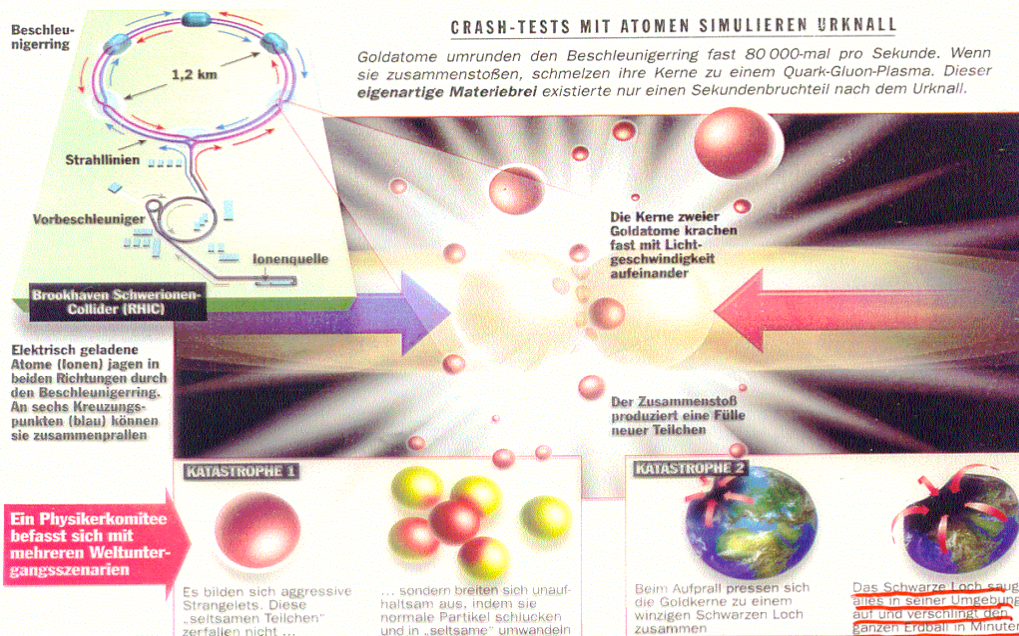 CRASH-TESTS MIT ATOMEN SIMULIEREN URKNALL
Goldatome umrunden den Beschleunigerring fast 80 000-mal pro Sekunde. Wenn
sie zusammenstoßen, schmelzen ihre Kerne zu einem Quark-Gluon-Plasma. Dieser
eigenartige Materiebrei existierte nur einen Sekundenbruchteil nach dem Urknall.
Beschleu-
nigerring
1,2 km
Strahllinien
Vorbeschleuniger
Ionenquelle
Brookhaven Schwerionen-
Collider (RHIC)
Elektrisch geladene
Atome (Ionen) jagen in
beiden Richtungen durch
den Beschleunigerring.
An sechs Kreuzungs-
punkten (blau) können
sie zusammenprallen
Die Kerne zweier
Goldatome krachen
fast mit Licht-
geschwindigkeit
aufeinander
Der Zusammenstoß
produziert eine Fülle
neuer Teilchen
Ein Physikerkomitee
befasst sich mit
mehreren Weltunter-
gangsszenarien
KATASTROPHE 1
Es bilden sich aggressive
Strangelets. Diese
„seltsamen Teilchen"
zerfallen nicht ...
... sondern breiten sich unauf-
haltsam aus, indem sie
normale Partikel schlucken
und in „seltsame" umwandeln
KATASTROPHE 2
Beim Aufprall pressen sich
die Goldkerne zu einem
winzigen Schwarzen Loch
zusammen
Das Schwarze Loch saug
alles in seiner Umgebung
auf und verschlingt den
ganzen Erdball in Minuten